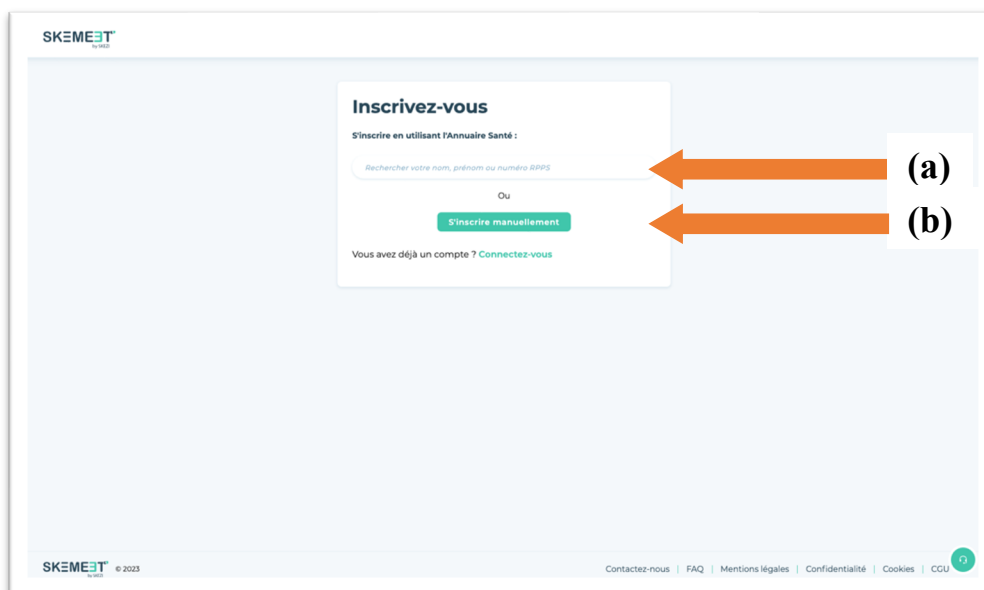 SKEMEET
by SKEZI
Inscrivez-vous
S'inscrire en utilisant l'Annuaire Santé :
Rechercher votre nom, prénom ou numéro RPPS
(a)
Ou
S'inscrire manuellement
(b)
Vous avez déjà un compte ? Connectez-vous
SKEMEET © 2023
by SKEZI
Contactez-nous | FAQ | Mentions légales | Confidentialité | Cookies | CGU